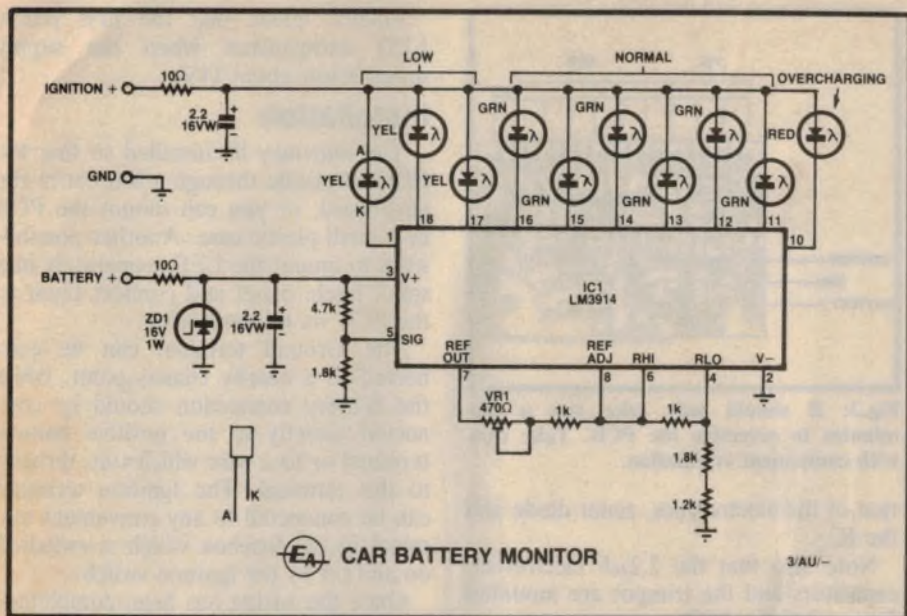 LOW
NORMAL
OVERCHARGING
IGNITION +
10Ω
2.2
16VW
+
−
GND
A
K
YEL
YEL
YEL
GRN
GRN
GRN
GRN
GRN
GRN
RED
λ
λ
λ
λ
λ
λ
λ
λ
λ
λ
1
18
17
16
15
14
13
12
11
10
BATTERY +
10Ω
ZD1
16V
1W
2.2
16VW
+
4.7k
1.8k
3
V+
5
SIG
IC1
LM3914
REF
OUT
REF
ADJ
RHI
RLO
V−
7
8
6
4
2
VR1
470Ω
1k
1k
1.8k
1.2k
A
K
EA
CAR BATTERY MONITOR
3/AU/−